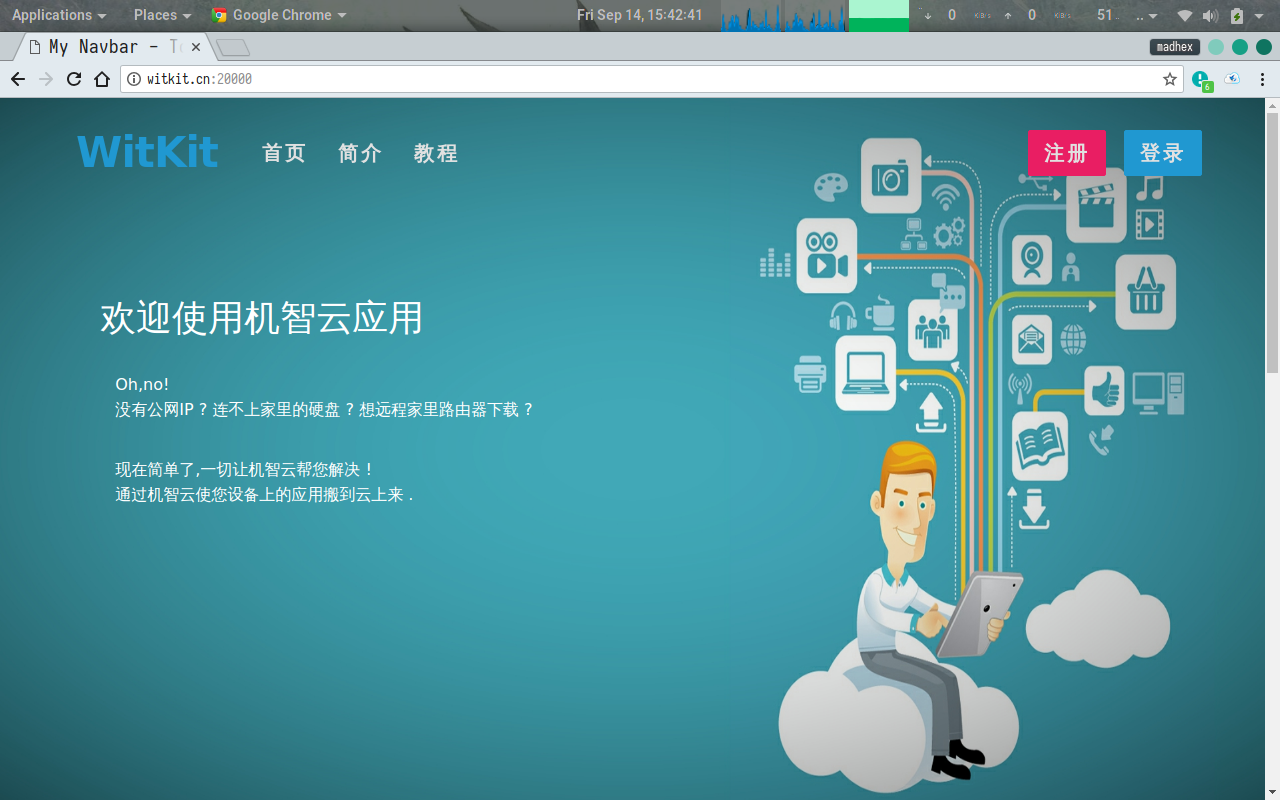 Applications Places Google Chrome Fri Sep 14, 15:42:41 0 0 51 ..
My Navbar - T
madhex
witkit.cn:20000
6
WitKit 首页 简介 教程 注册 登录
欢迎使用机智云应用
Oh,no!
没有公网IP ? 连不上家里的硬盘 ? 想远程家里路由器下载 ?
现在简单了,一切让机智云帮您解决 !
通过机智云使您设备上的应用搬到云上来 .